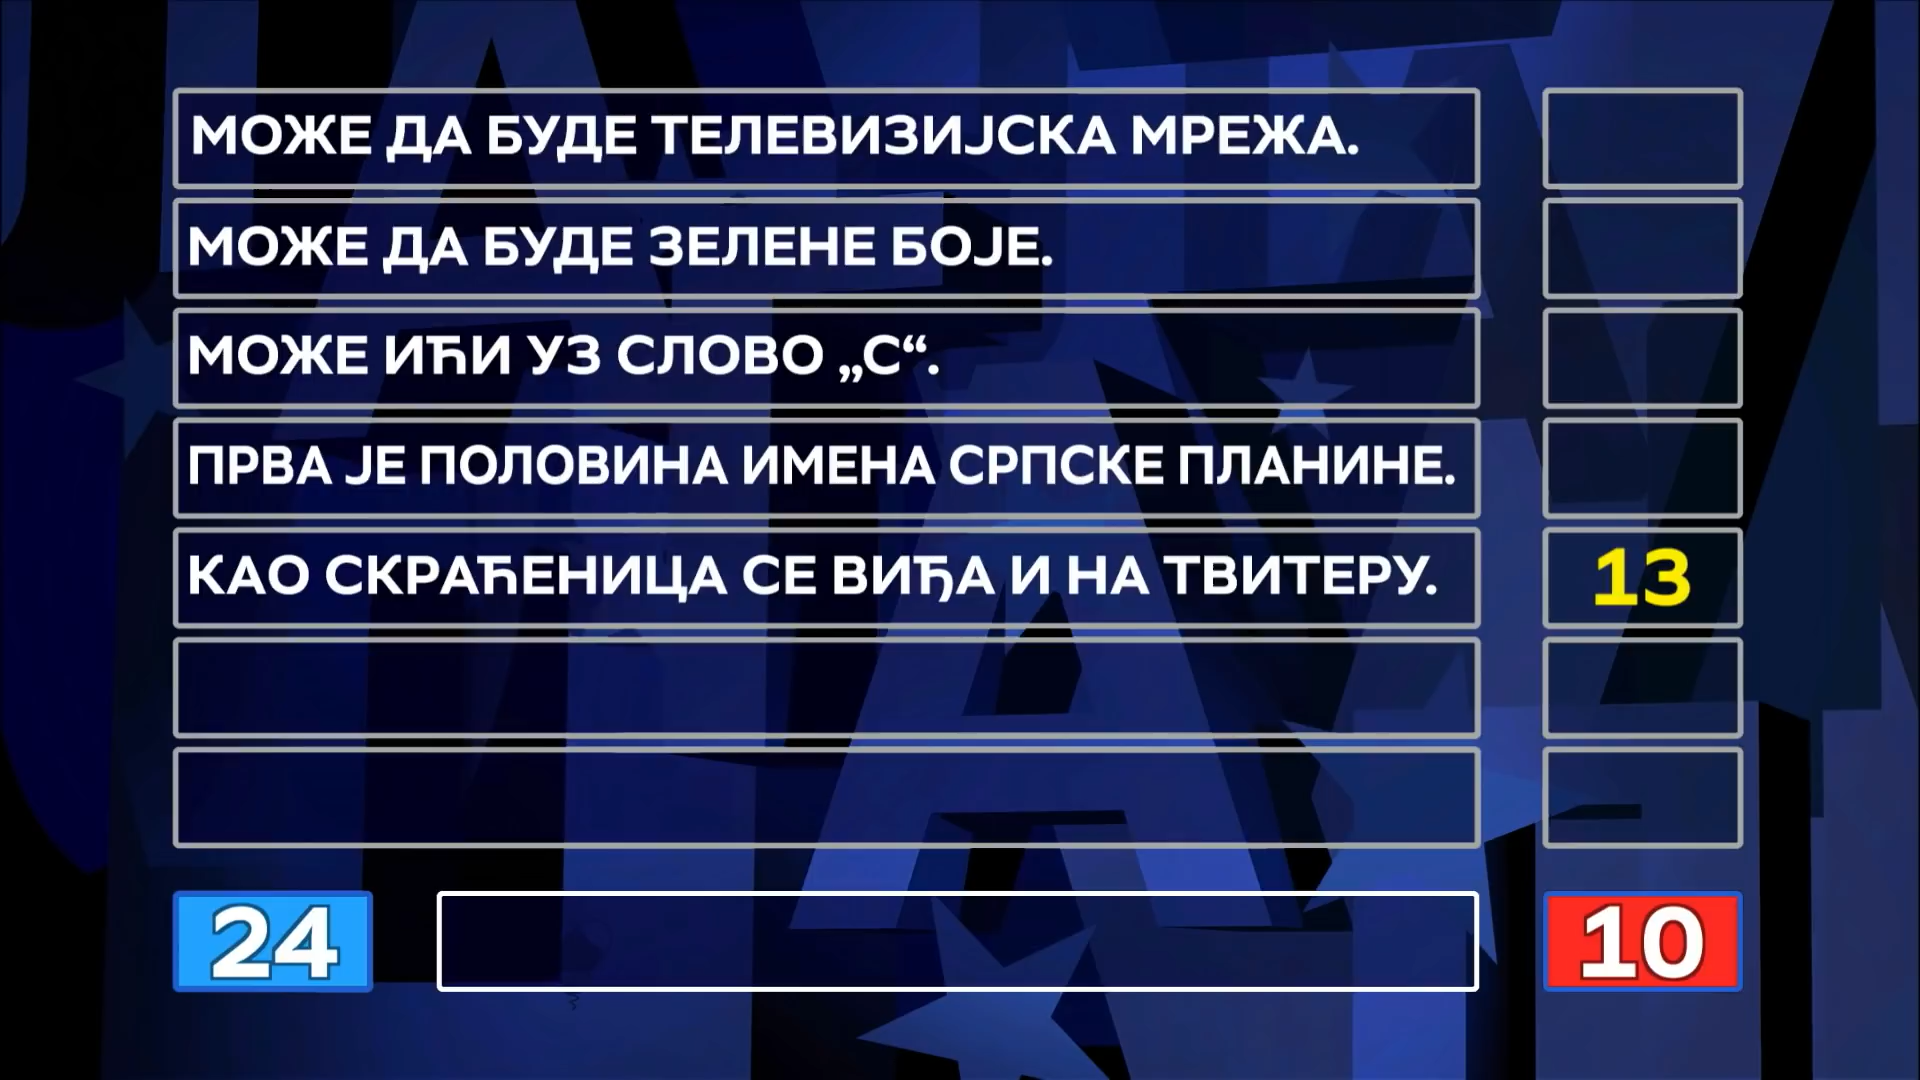 МОЖЕ ДА БУДЕ ТЕЛЕВИЗИЈСКА МРЕЖА.
МОЖЕ ДА БУДЕ ЗЕЛЕНЕ БОЈЕ.
МОЖЕ ИЋИ УЗ СЛОВО „С“.
ПРВА ЈЕ ПОЛОВИНА ИМЕНА СРПСКЕ ПЛАНИНЕ.
КАО СКРАЋЕНИЦА СЕ ВИЂА И НА ТВИТЕРУ. 13
24 10